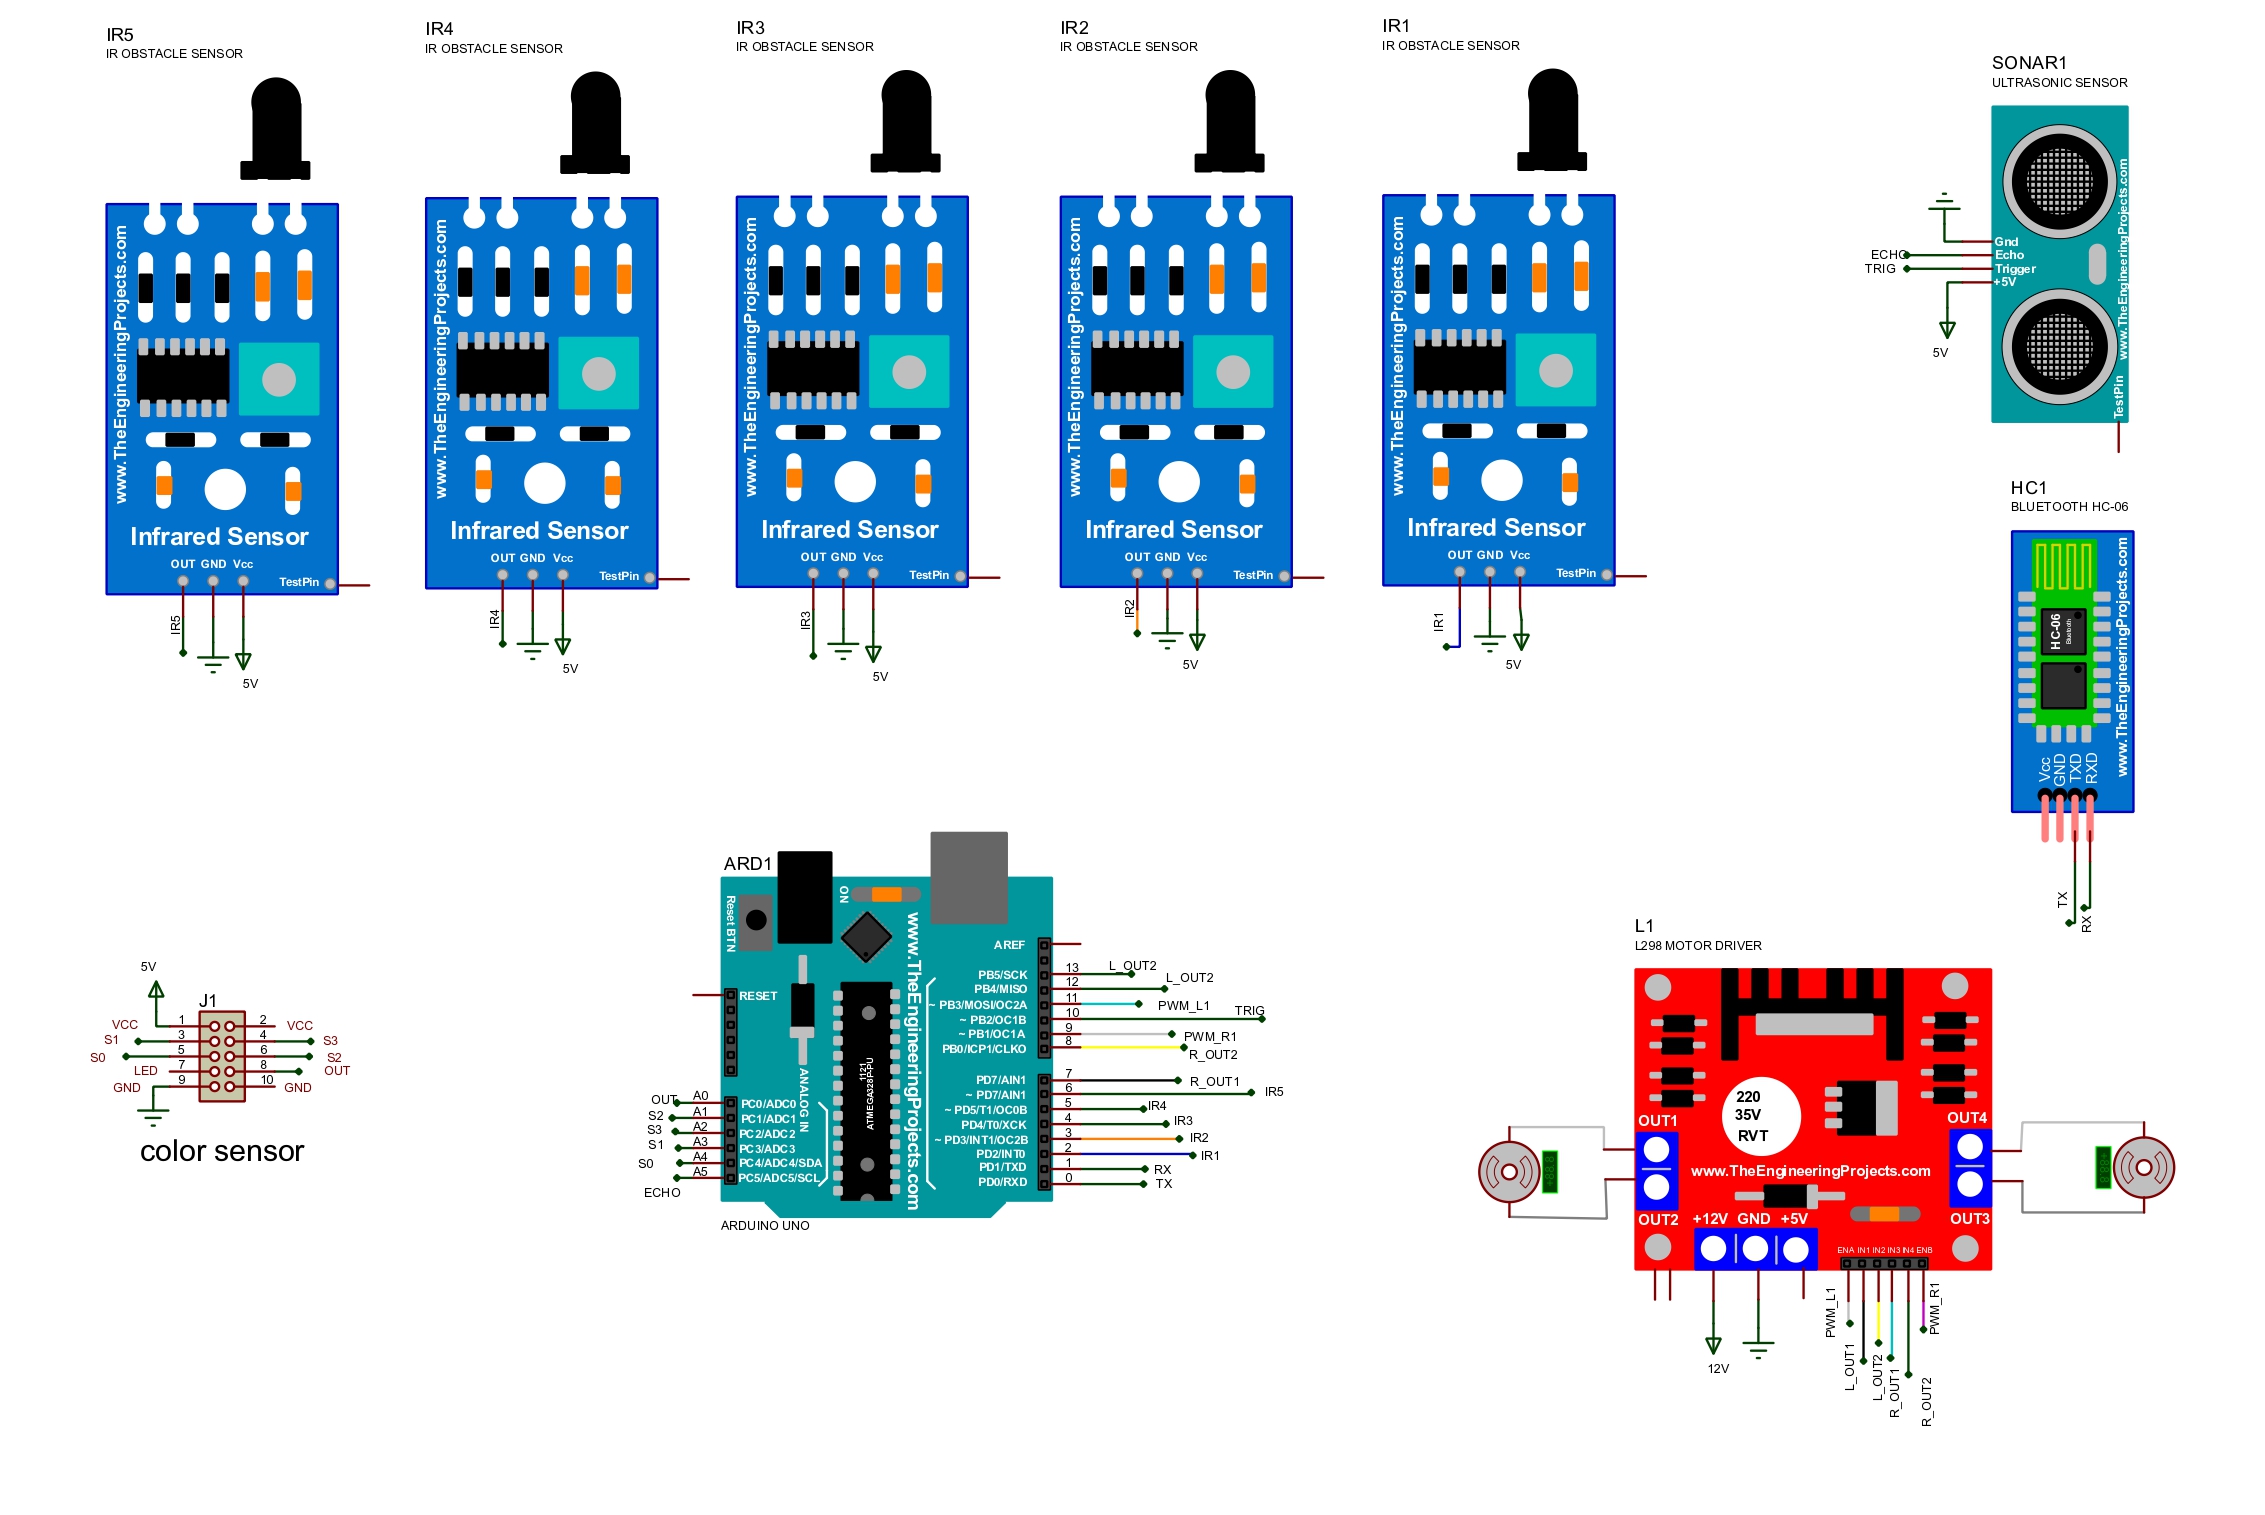 IR5
IR OBSTACLE SENSOR
www.TheEngineeringProjects.com
Infrared Sensor
OUT GND Vcc
TestPin
IR5
5V
IR4
IR OBSTACLE SENSOR
www.TheEngineeringProjects.com
Infrared Sensor
OUT GND Vcc
TestPin
IR4
5V
IR3
IR OBSTACLE SENSOR
www.TheEngineeringProjects.com
Infrared Sensor
OUT GND Vcc
TestPin
IR3
5V
IR2
IR OBSTACLE SENSOR
www.TheEngineeringProjects.com
Infrared Sensor
OUT GND Vcc
TestPin
IR2
5V
IR1
IR OBSTACLE SENSOR
www.TheEngineeringProjects.com
Infrared Sensor
OUT GND Vcc
TestPin
IR1
5V
SONAR1
ULTRASONIC SENSOR
Gnd
ECHO Echo
TRIG Trigger
+5V
5V
www.TheEngineeringProjects.com
TestPin
HC1
BLUETOOTH HC-06
HC-06
Bluetooth
www.TheEngineeringProjects.com
Vcc
GND
TXD
RXD
TX
RX
5V
J1
VCC 1 2 VCC
S1 3 4 S3
S0 5 6 S2
LED 7 8 OUT
GND 9 10 GND
color sensor
ARD1
Reset BTN
ON
www.TheEngineeringProjects.com
1121
ATMEGA328P-PU
ANALOG IN
RESET
OUT A0 PC0/ADC0
S2 A1 PC1/ADC1
S3 A2 PC2/ADC2
S1 A3 PC3/ADC3
S0 A4 PC4/ADC4/SDA
ECHO A5 PC5/ADC5/SCL
AREF
PB5/SCK 13 L_OUT2
PB4/MISO 12 L_OUT2
~ PB3/MOSI/OC2A 11 PWM_L1
~ PB2/OC1B 10 TRIG
~ PB1/OC1A 9 PWM_R1
PB0/ICP1/CLKO 8 R_OUT2
PD7/AIN1 7 R_OUT1
~ PD7/AIN1 6 IR5
~ PD5/T1/OC0B 5 IR4
PD4/T0/XCK 4 IR3
~ PD3/INT1/OC2B 3 IR2
PD2/INT0 2 IR1
PD1/TXD 1 RX
PD0/RXD 0 TX
ARDUINO UNO
L1
L298 MOTOR DRIVER
220
35V
RVT
OUT1
OUT4
www.TheEngineeringProjects.com
OUT2
OUT3
+12V GND +5V
ENA IN1 IN2 IN3 IN4 ENB
12V
PWM_L1
L_OUT1
L_OUT2
R_OUT1
R_OUT2
PWM_R1